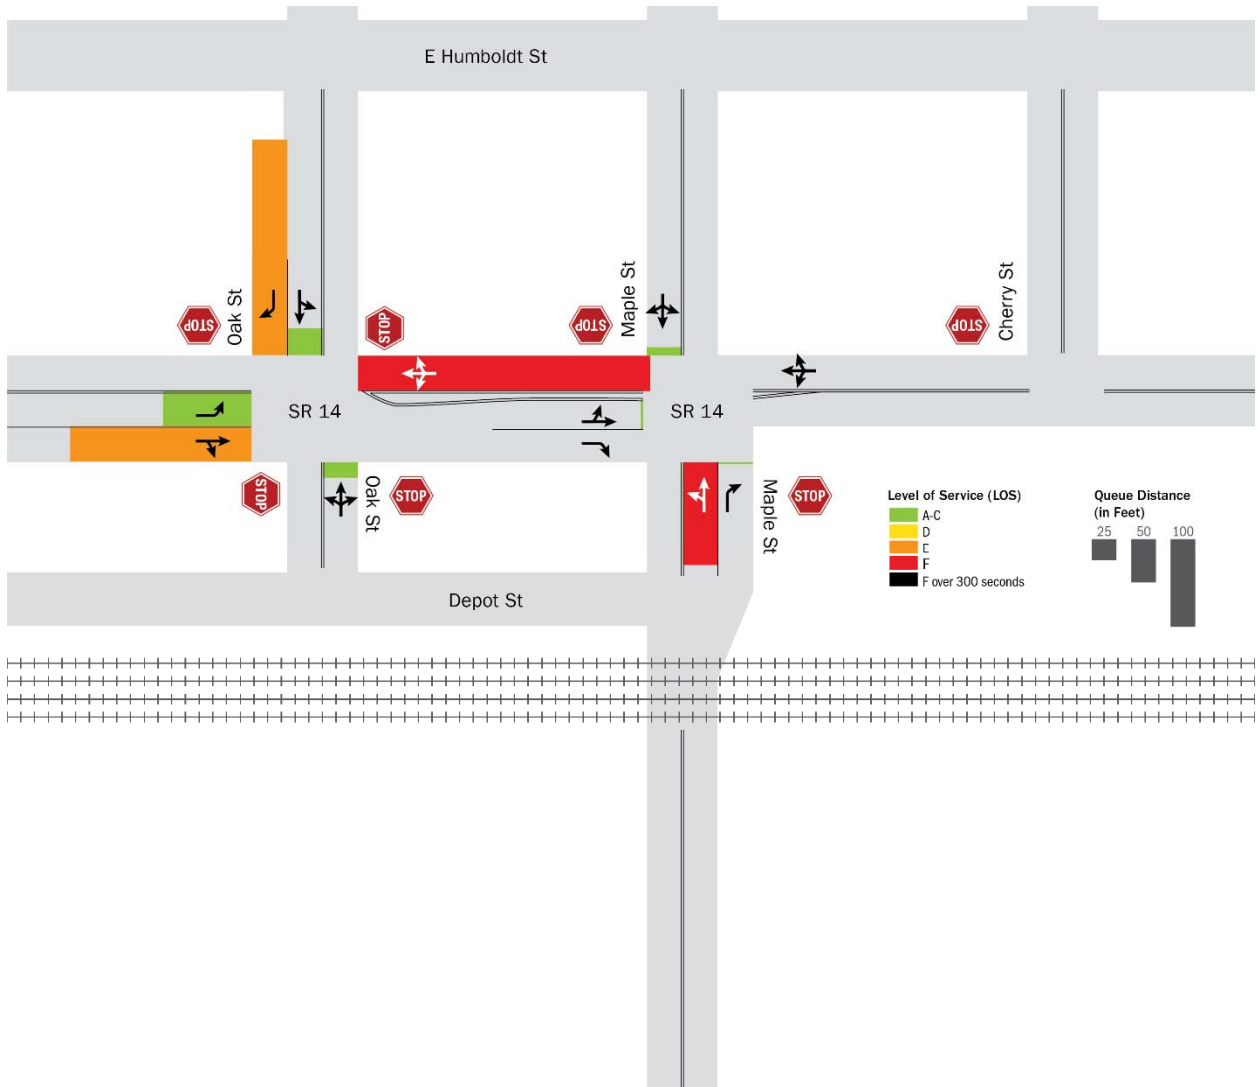 E Humboldt St
Oak St
STOP
STOP
STOP
Maple St
STOP
Cherry St
SR 14
SR 14
STOP
Oak St
STOP
Maple St
STOP
Level of Service (LOS)
A-C
D
E
F
F over 300 seconds
Queue Distance
(in Feet)
25 50 100
Depot St